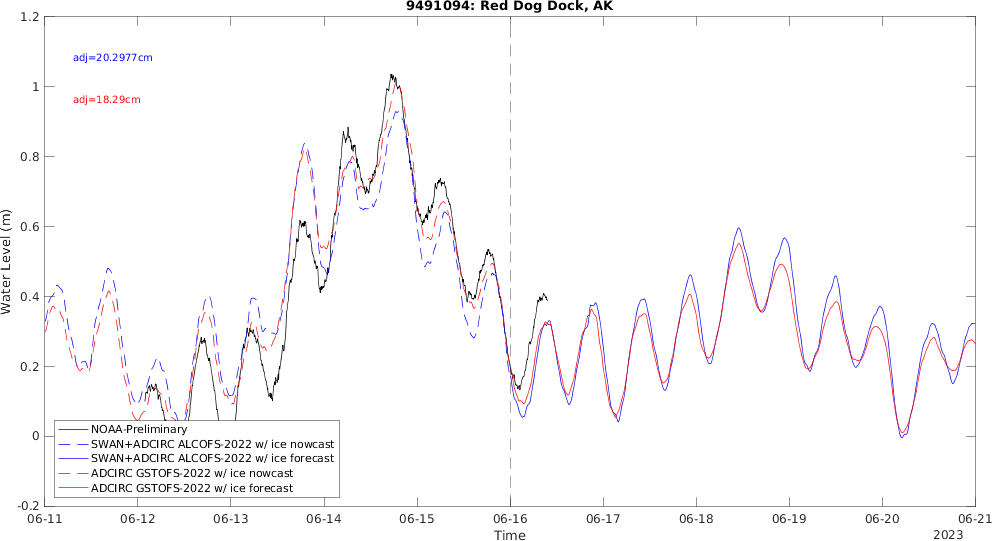 9491094: Red Dog Dock, AK
1.2
adj=20.2977cm
1
adj=18.29cm
0.8
0.6
Water Level (m)
0.4
0.2
0
NOAA-Preliminary
SWAN+ADCIRC ALCOFS-2022 w/ ice nowcast
SWAN+ADCIRC ALCOFS-2022 w/ ice forecast
ADCIRC GSTOFS-2022 w/ ice nowcast
ADCIRC GSTOFS-2022 w/ ice forecast
-0.2
06-11 06-12 06-13 06-14 06-15 06-16 06-17 06-18 06-19 06-20 06-21
Time
2023